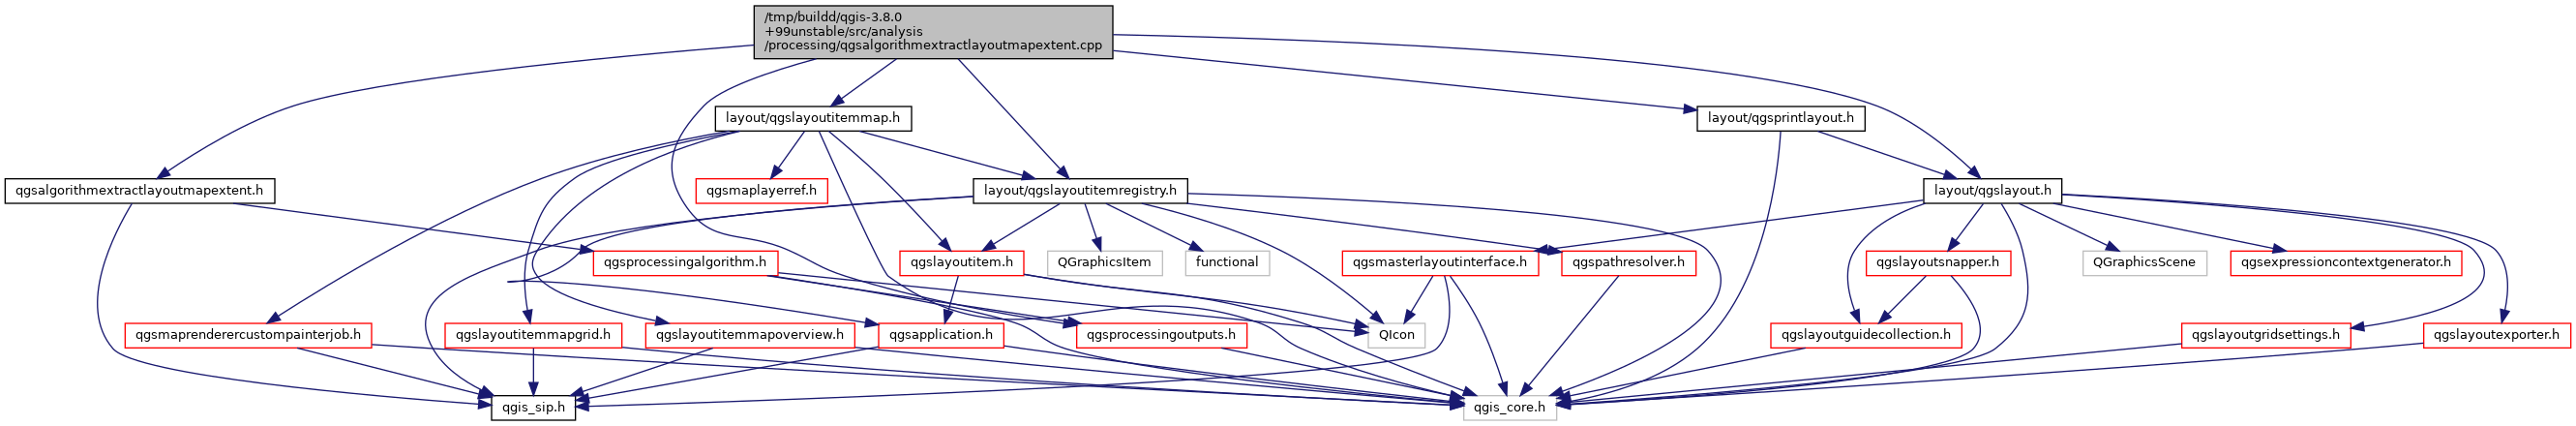 /tmp/buildd/qgis-3.8.0
+99unstable/src/analysis
/processing/qgsalgorithmextractlayoutmapextent.cpp
layout/qgslayoutitemmap.h
layout/qgsprintlayout.h
qgsalgorithmextractlayoutmapextent.h
qgsmaplayerref.h
layout/qgslayoutitemregistry.h
layout/qgslayout.h
qgsprocessingalgorithm.h
qgslayoutitem.h
QGraphicsItem
functional
qgsmasterlayoutinterface.h
qgspathresolver.h
qgslayoutsnapper.h
QGraphicsScene
qgsexpressioncontextgenerator.h
qgsmaprenderercustompainterjob.h
qgslayoutitemmapgrid.h
qgslayoutitemmapoverview.h
qgsapplication.h
qgsprocessingoutputs.h
QIcon
qgslayoutguidecollection.h
qgslayoutgridsettings.h
qgslayoutexporter.h
qgis_sip.h
qgis_core.h